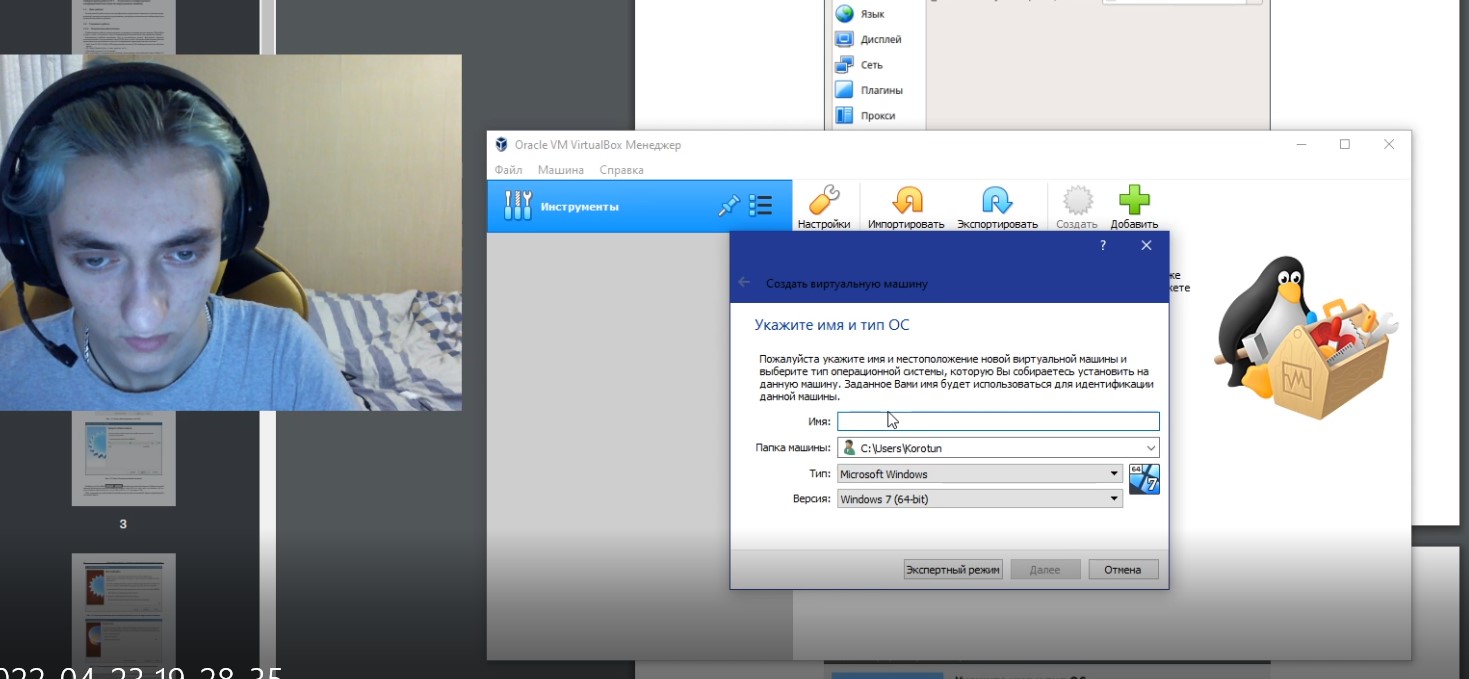 Язык
Дисплей
Сеть
Плагины
Прокси
Oracle VM VirtualBox Менеджер
Файл Машина Справка
Инструменты
Настройки Импортировать Экспортировать Создать Добавить
? 
Создать виртуальную машину
Укажите имя и тип ОС
Пожалуйста укажите имя и местоположение новой виртуальной машины и
выберите тип операционной системы, которую Вы собираетесь установить на
данную машину. Заданное Вами имя будет использоваться для идентификации
данной машины.
Имя:
Папка машины: C:\Users\Korotun
Тип: Microsoft Windows
64
7
Версия: Windows 7 (64-bit)
Экспертный режим Далее Отмена
3
022-04-23 19-28-35